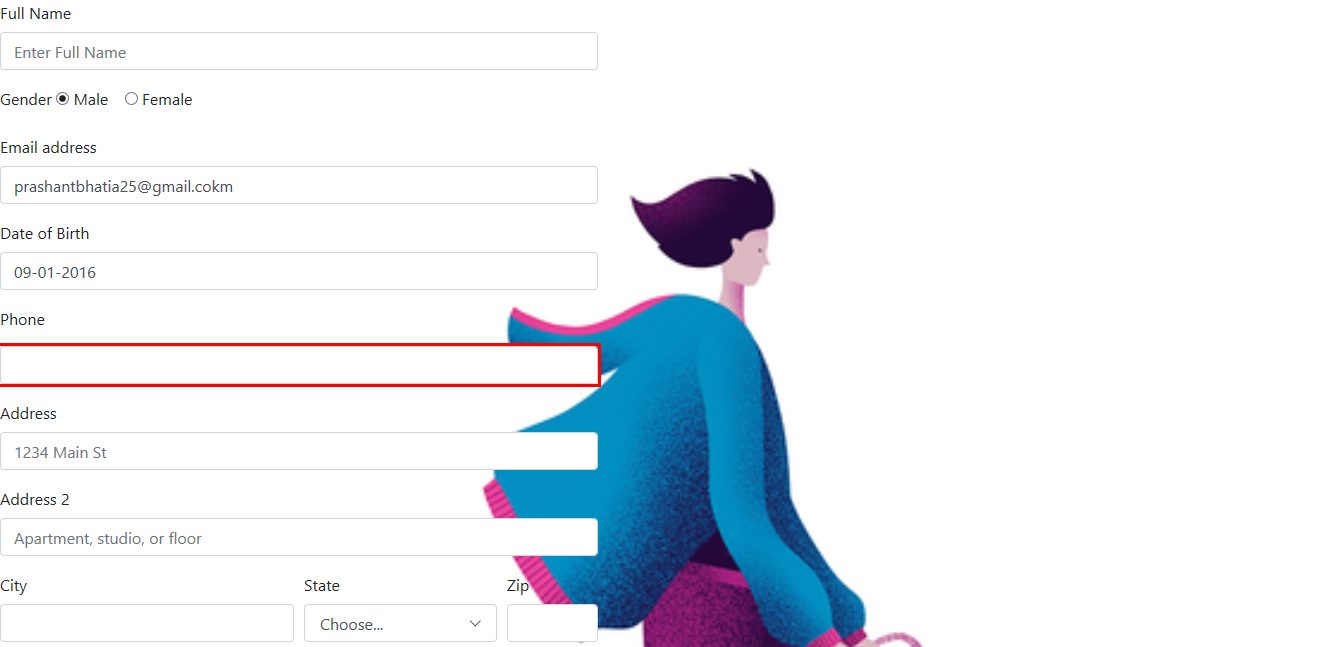 Full Name
Enter Full Name
Gender Male Female
Email address
prashantbhatia25@gmail.cokm
Date of Birth
09-01-2016
Phone
Address
1234 Main St
Address 2
Apartment, studio, or floor
City State Zip
Choose...